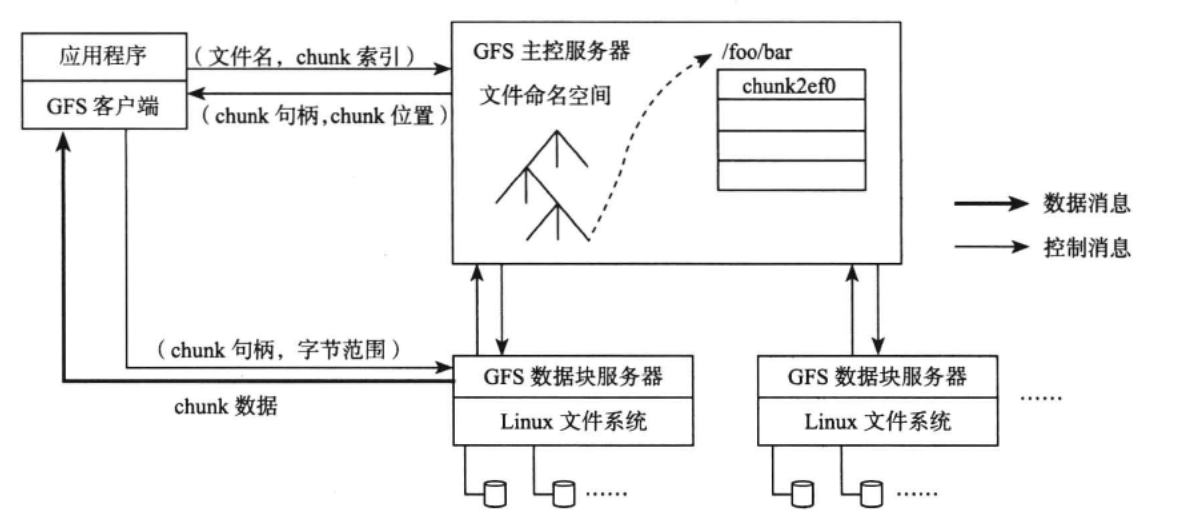 应用程序
GFS 客户端
（文件名，chunk 索引）
（chunk 句柄，chunk 位置）
GFS 主控服务器
文件命名空间
/foo/bar
chunk2ef0
数据消息
控制消息
（chunk 句柄，字节范围）
chunk 数据
GFS 数据块服务器
Linux 文件系统
……
GFS 数据块服务器
Linux 文件系统
……
……